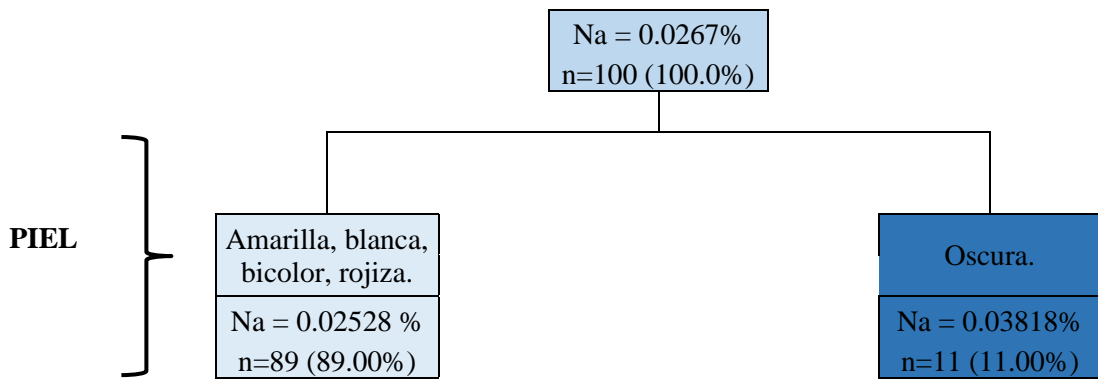 Na = 0.0267%
n=100 (100.0%)
PIEL
Amarilla, blanca,
bicolor, rojiza.
Na = 0.02528 %
n=89 (89.00%)
Oscura.
Na = 0.03818%
n=11 (11.00%)